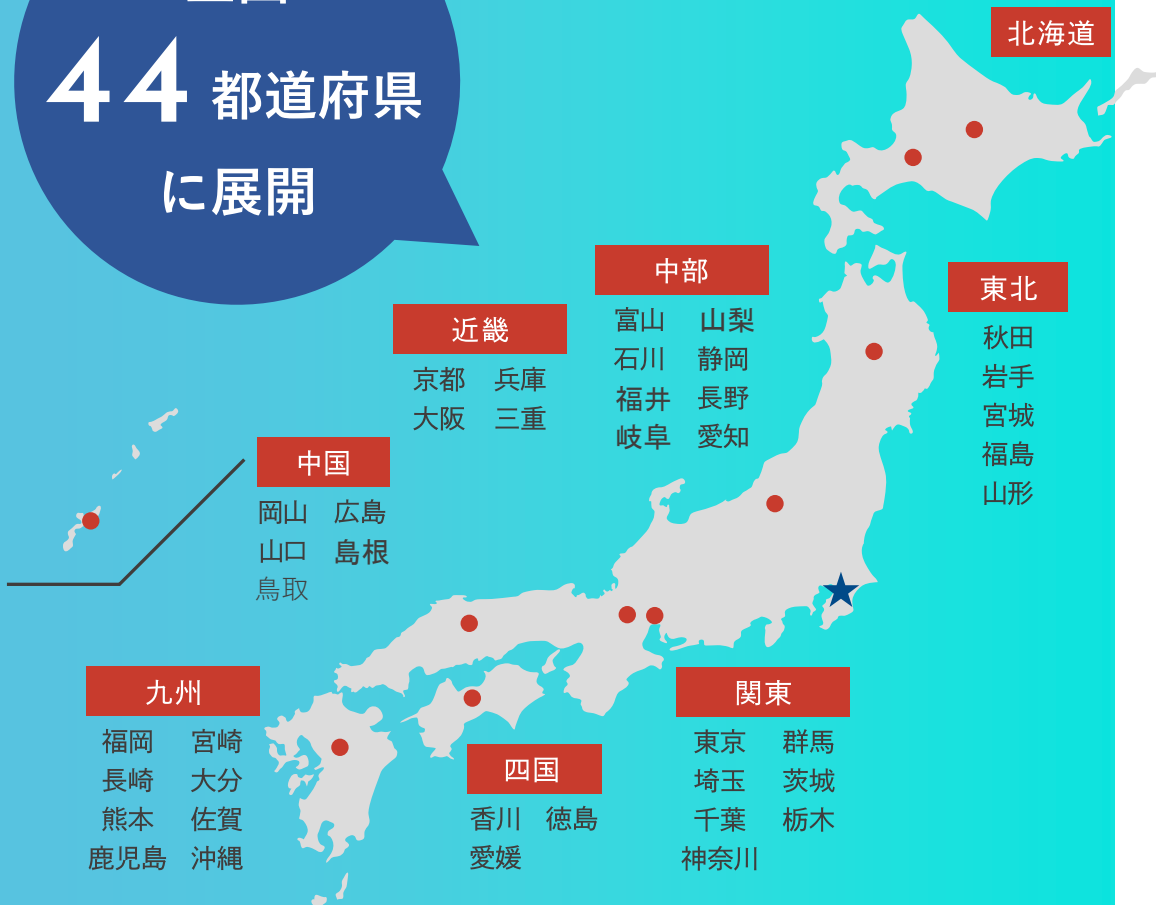 44 都道府県
に展開
北海道
中部
富山 山梨
石川 静岡
福井 長野
岐阜 愛知
東北
秋田
岩手
宮城
福島
山形
近畿
京都 兵庫
大阪 三重
中国
岡山 広島
山口 島根
鳥取
九州
福岡 宮崎
長崎 大分
熊本 佐賀
鹿児島 沖縄
四国
香川 徳島
愛媛
関東
東京 群馬
埼玉 茨城
千葉 栃木
神奈川